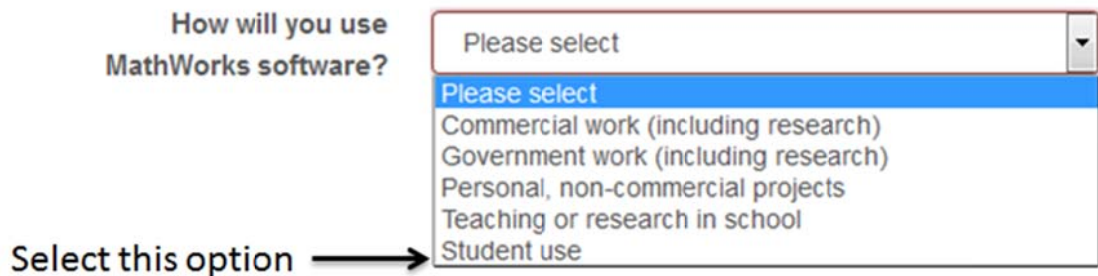 How will you use
MathWorks software?
Please select
Please select
Commercial work (including research)
Government work (including research)
Personal, non-commercial projects
Teaching or research in school
Student use
Select this option